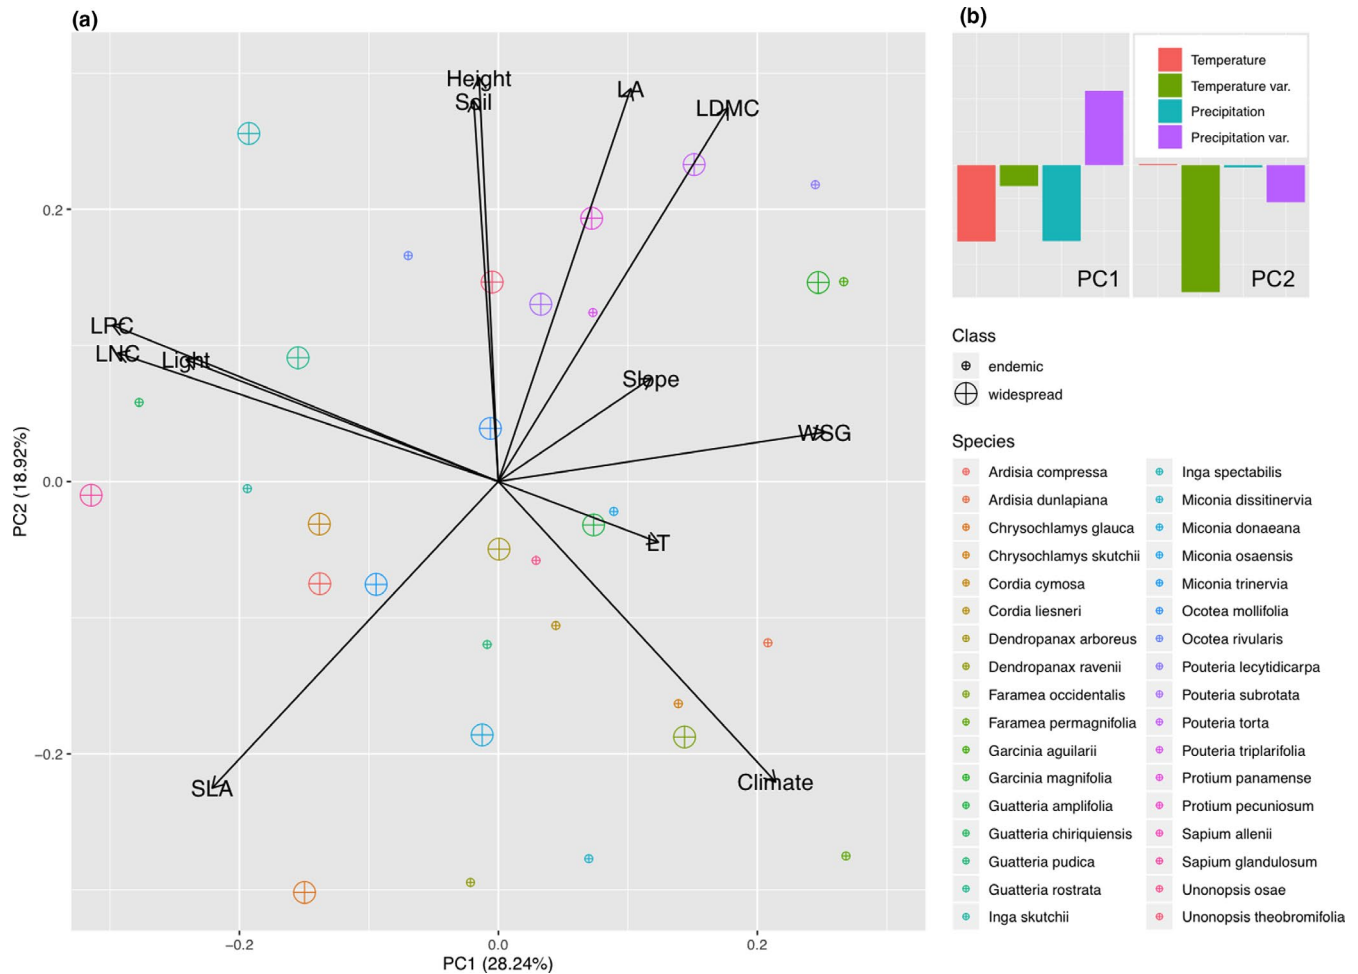 (a)
Height
Soil
LA
LDMC
LPC
LNC
Light
Slope
WSG
LT
SLA
Climate
0.2
0.0
−0.2
−0.2
0.0
0.2
PC2 (18.92%)
PC1 (28.24%)
(b)
Temperature
Temperature var.
Precipitation
Precipitation var.
PC1
PC2
Class
endemic
widespread
Species
Ardisia compressa
Ardisia dunlapiana
Chrysochlamys glauca
Chrysochlamys skutchii
Cordia cymosa
Cordia liesneri
Dendropanax arboreus
Dendropanax ravenii
Faramea occidentalis
Faramea permagnifolia
Garcinia aguilarii
Garcinia magnifolia
Guatteria amplifolia
Guatteria chiriquiensis
Guatteria pudica
Guatteria rostrata
Inga skutchii
Inga spectabilis
Miconia dissitinervia
Miconia donaeana
Miconia osaensis
Miconia trinervia
Ocotea mollifolia
Ocotea rivularis
Pouteria lecytidicarpa
Pouteria subrotata
Pouteria torta
Pouteria triplarifolia
Protium panamense
Protium pecuniosum
Sapium allenii
Sapium glandulosum
Unonopsis osae
Unonopsis theobromifolia